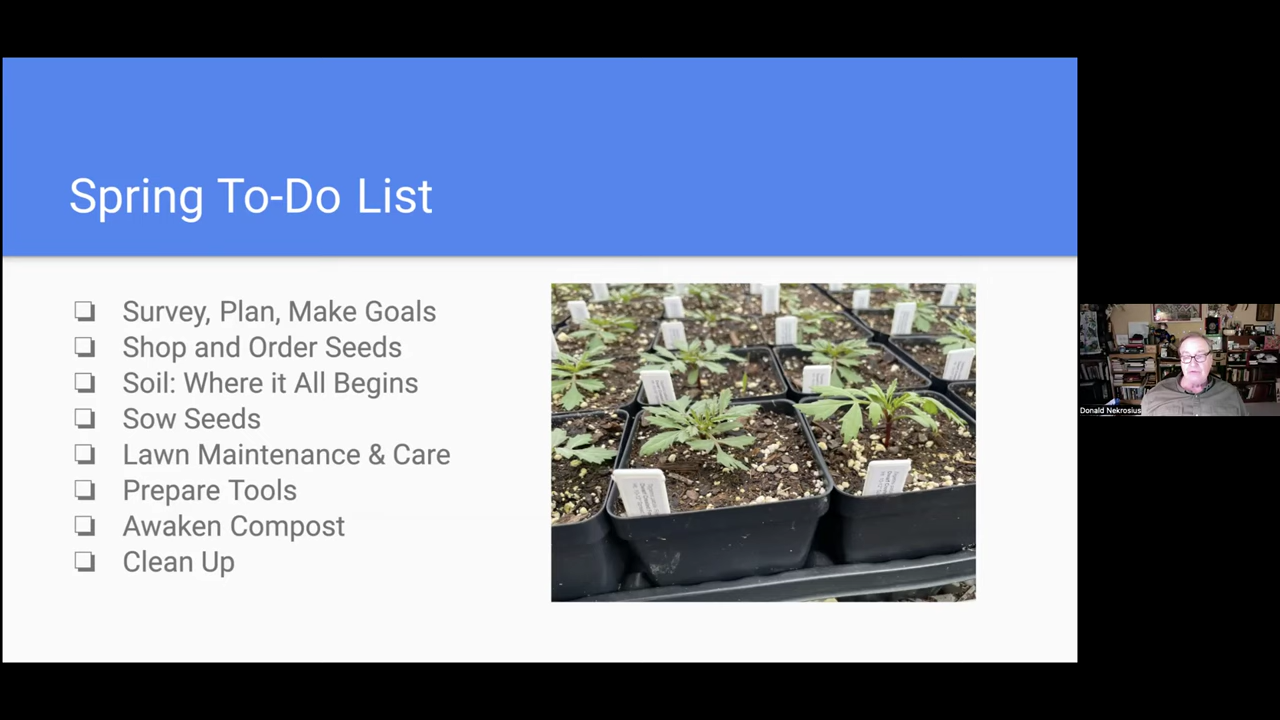 Spring To-Do List
Survey, Plan, Make Goals
Shop and Order Seeds
Soil: Where it All Begins
Sow Seeds
Lawn Maintenance & Care
Prepare Tools
Awaken Compost
Clean Up
Donald Nekrosius